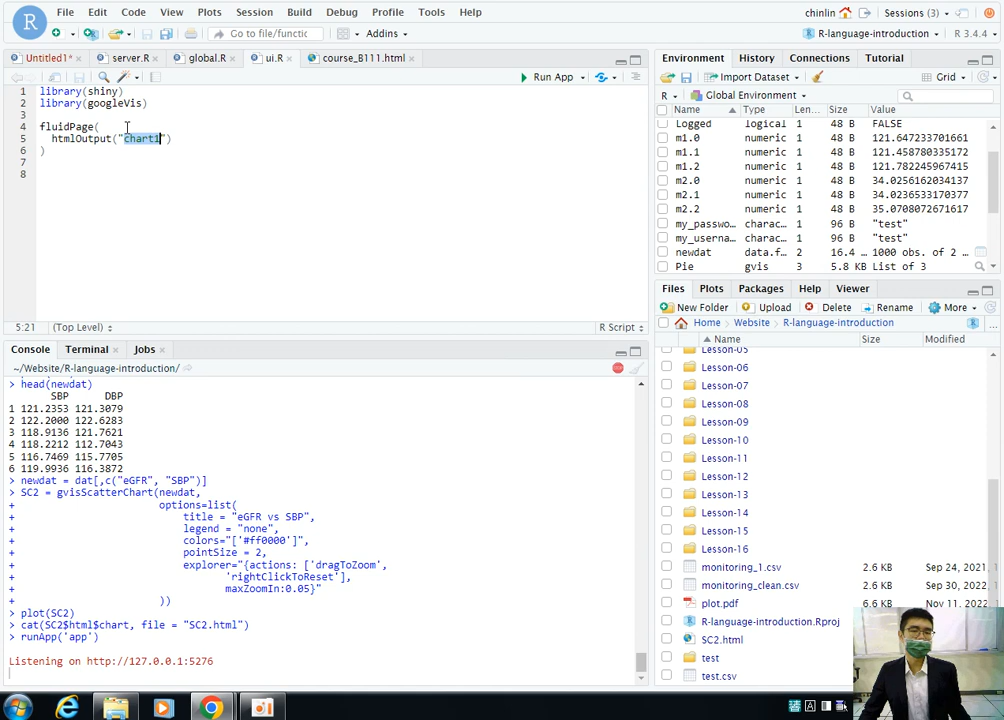 File Edit Code View Plots Session Build Debug Profile Tools Help
chinlin Sessions (3)
Go to file/functic Addins
R-language-introduction R 3.4.4
Untitled1* server.R global.R ui.R course_B111.html
Run App
1 library(shiny)
2 library(googleVis)
3
4 fluidPage(
5 htmlOutput("chart1")
6 )
7
8
5:21 (Top Level) R Script
Console Terminal Jobs
~/Website/R-language-introduction/
> head(newdat)
SBP DBP
1 121.2353 121.3079
2 122.2000 122.6283
3 118.9136 121.7621
4 118.2212 112.7043
5 116.7469 115.7705
6 119.9936 116.3872
> newdat = dat[,c("eGFR", "SBP")]
> SC2 = gvisScatterChart(newdat,
+ options=list(
+ title = "eGFR vs SBP",
+ legend = "none",
+ colors="['#ff0000']",
+ pointSize = 2,
+ explorer="{actions: ['dragToZoom',
+ 'rightClickToReset'],
+ maxZoomIn:0.05}"
+ ))
> plot(SC2)
> cat(SC2$html$chart, file = "SC2.html")
> runApp('app')
Listening on http://127.0.0.1:5276
Environment History Connections Tutorial
Import Dataset Grid
R Global Environment
Name Type Len... Size Value
Logged logical 1 48 B FALSE
m1.0 numeric 1 48 B 121.647233701661
m1.1 numeric 1 48 B 121.458780335172
m1.2 numeric 1 48 B 121.782245967415
m2.0 numeric 1 48 B 34.0256162034137
m2.1 numeric 1 48 B 34.0236533170377
m2.2 numeric 1 48 B 35.0708072671617
my_passwo... charac... 1 96 B "test"
my_userna... charac... 1 96 B "test"
newdat data.f... 2 16.4 ... 1000 obs. of 2 ...
Pie gvis 3 5.8 KB List of 3
Files Plots Packages Help Viewer
New Folder Upload Delete Rename More
Home Website R-language-introduction
Name Size Modified
Lesson-05
Lesson-06
Lesson-07
Lesson-08
Lesson-09
Lesson-10
Lesson-11
Lesson-12
Lesson-13
Lesson-14
Lesson-15
Lesson-16
monitoring_1.csv 2.6 KB Sep 24, 2021,
monitoring_clean.csv 2.6 KB Sep 30, 2022,
plot.pdf 6.6 KB Nov 11, 2022,
R-language-introduction.Rproj
SC2.html
test
test.csv